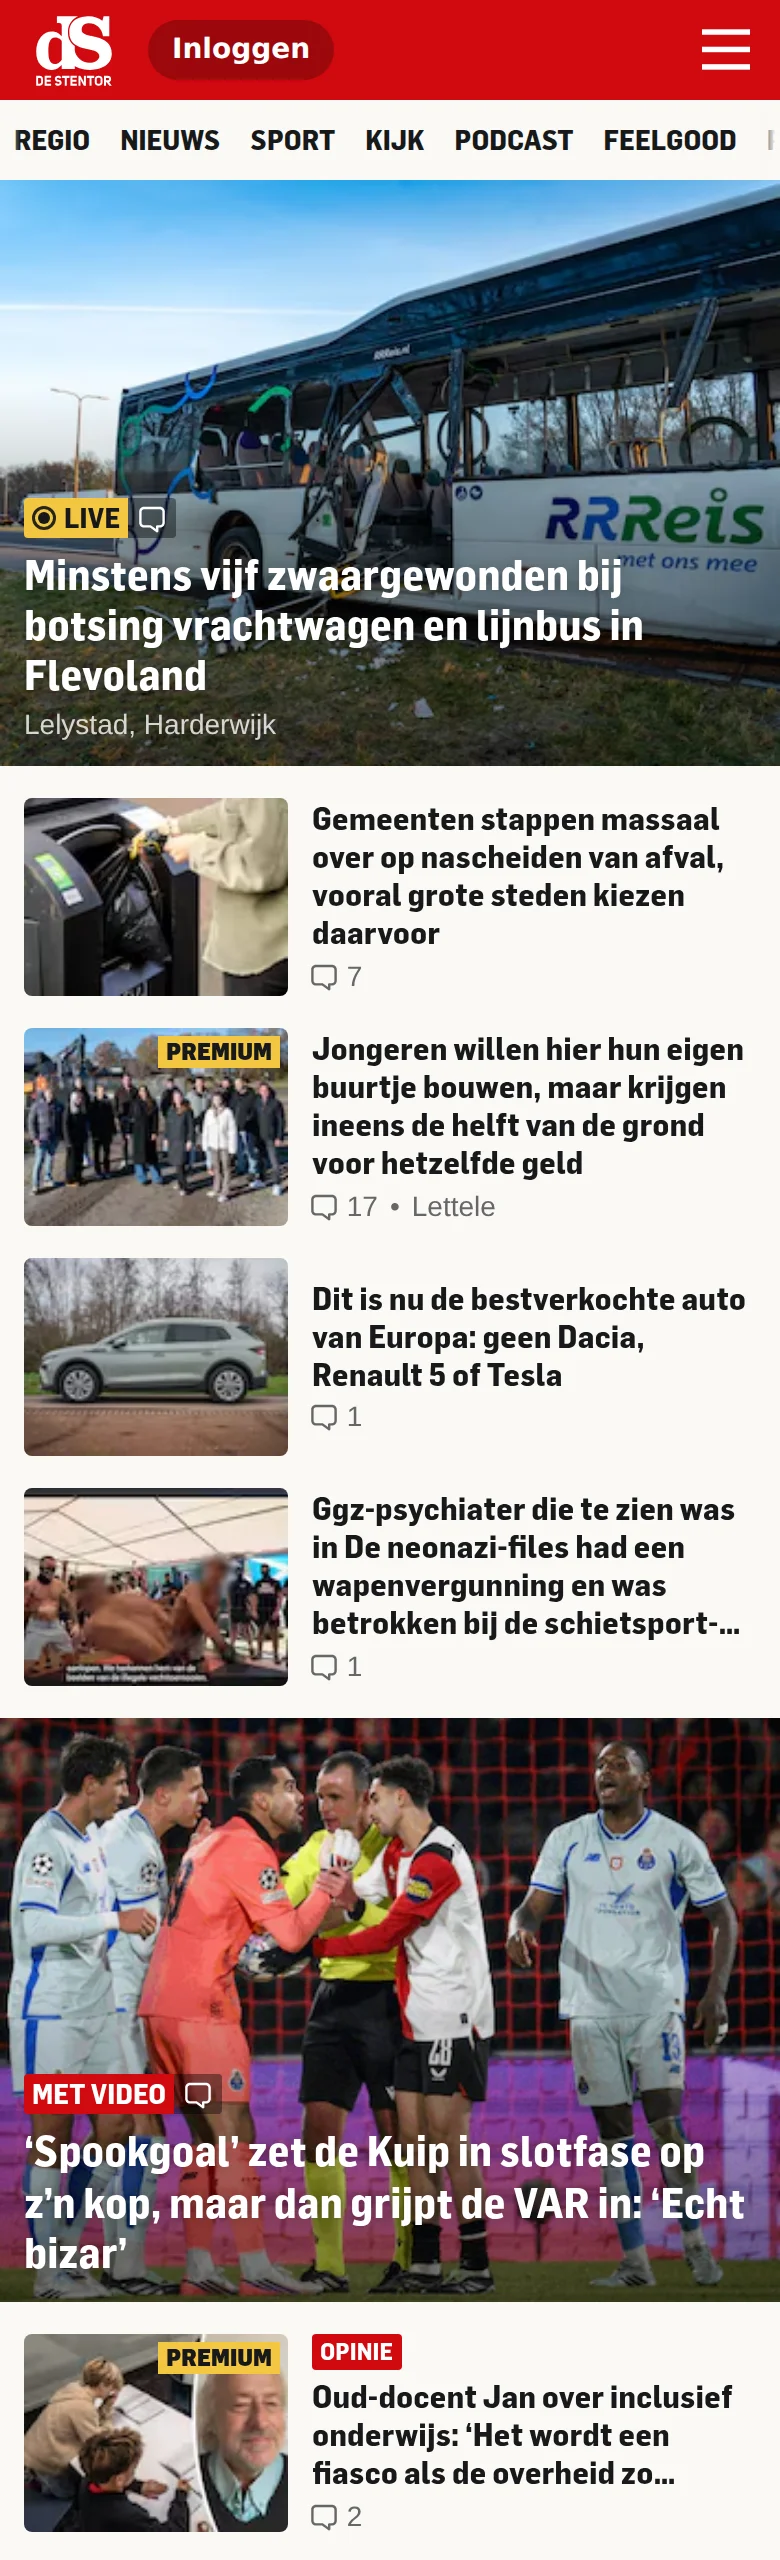 dS
DE STENTOR
Inloggen
REGIO NIEUWS SPORT KIJK PODCAST FEELGOOD
RRReis.nl
RRReis
met ons mee
LIVE
Minstens vijf zwaargewonden bij
botsing vrachtwagen en lijnbus in
Flevoland
Lelystad, Harderwijk
Gemeenten stappen massaal
over op nascheiden van afval,
vooral grote steden kiezen
daarvoor
7
PREMIUM
Jongeren willen hier hun eigen
buurtje bouwen, maar krijgen
ineens de helft van de grond
voor hetzelfde geld
17 • Lettele
Dit is nu de bestverkochte auto
van Europa: geen Dacia,
Renault 5 of Tesla
1
Ggz-psychiater die te zien was
in De neonazi-files had een
wapenvergunning en was
betrokken bij de schietsport-...
1
28
MET VIDEO
‘Spookgoal’ zet de Kuip in slotfase op
z’n kop, maar dan grijpt de VAR in: ‘Echt
bizar’
PREMIUM
OPINIE
Oud-docent Jan over inclusief
onderwijs: ‘Het wordt een
fiasco als de overheid zo...
2